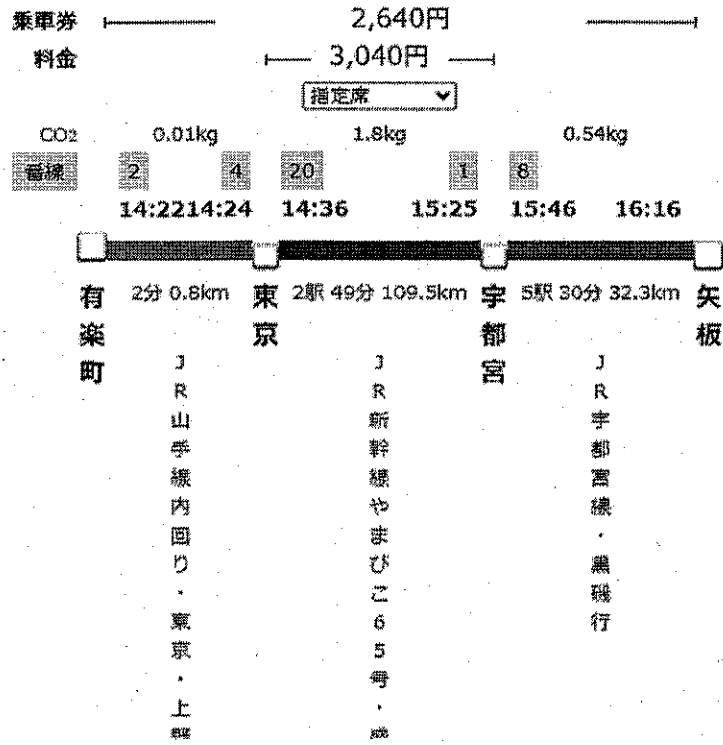 乗車券 2,640円
料金 3,040円
指定席
CO2 0.01kg 1.8kg 0.54kg
番線 2 4 20 1 8
14:22 14:24 14:36 15:25 15:46 16:16
2分 0.8km 2駅 49分 109.5km 5駅 30分 32.3km
有楽町
東京
宇都宮
矢板
JR山手線内回り・東京・上野
JR新幹線やまびこ65号・盛
JR宇都宮線・黒磯行